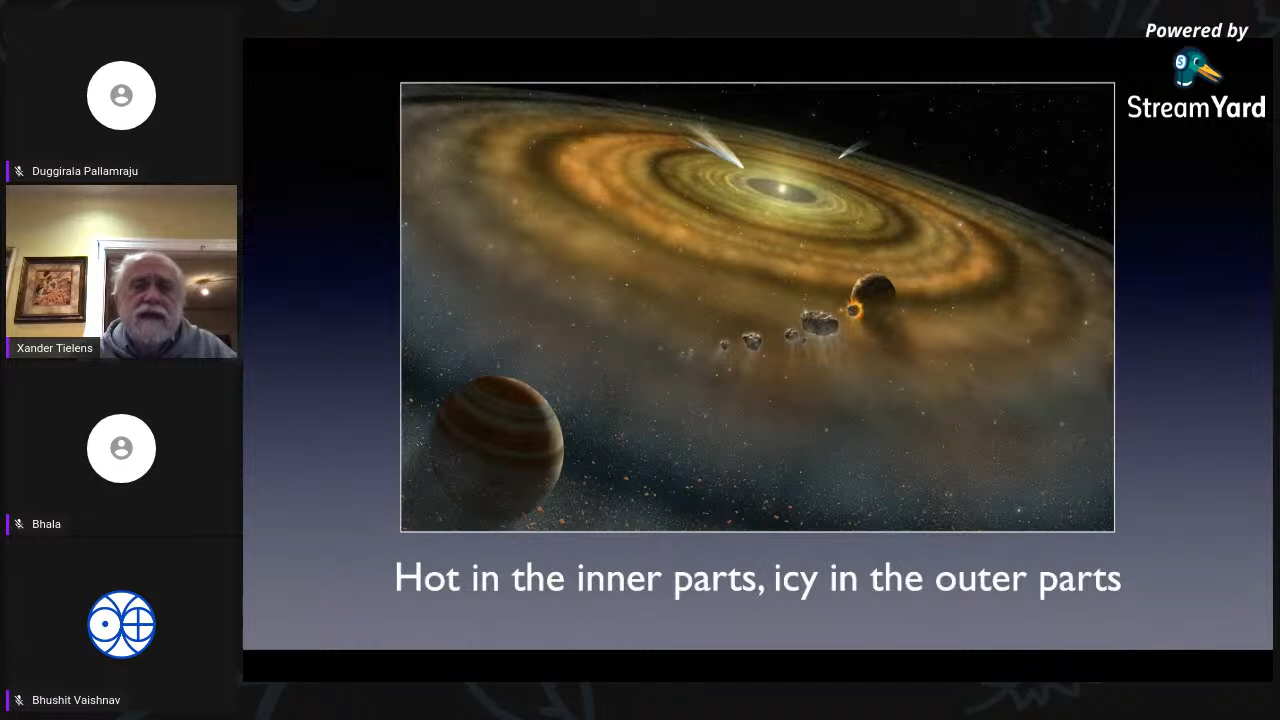 Powered by
StreamYard
Duggirala Pallamraju
Xander Tielens
Bhala
Bhushit Vaishnav
Hot in the inner parts, icy in the outer parts